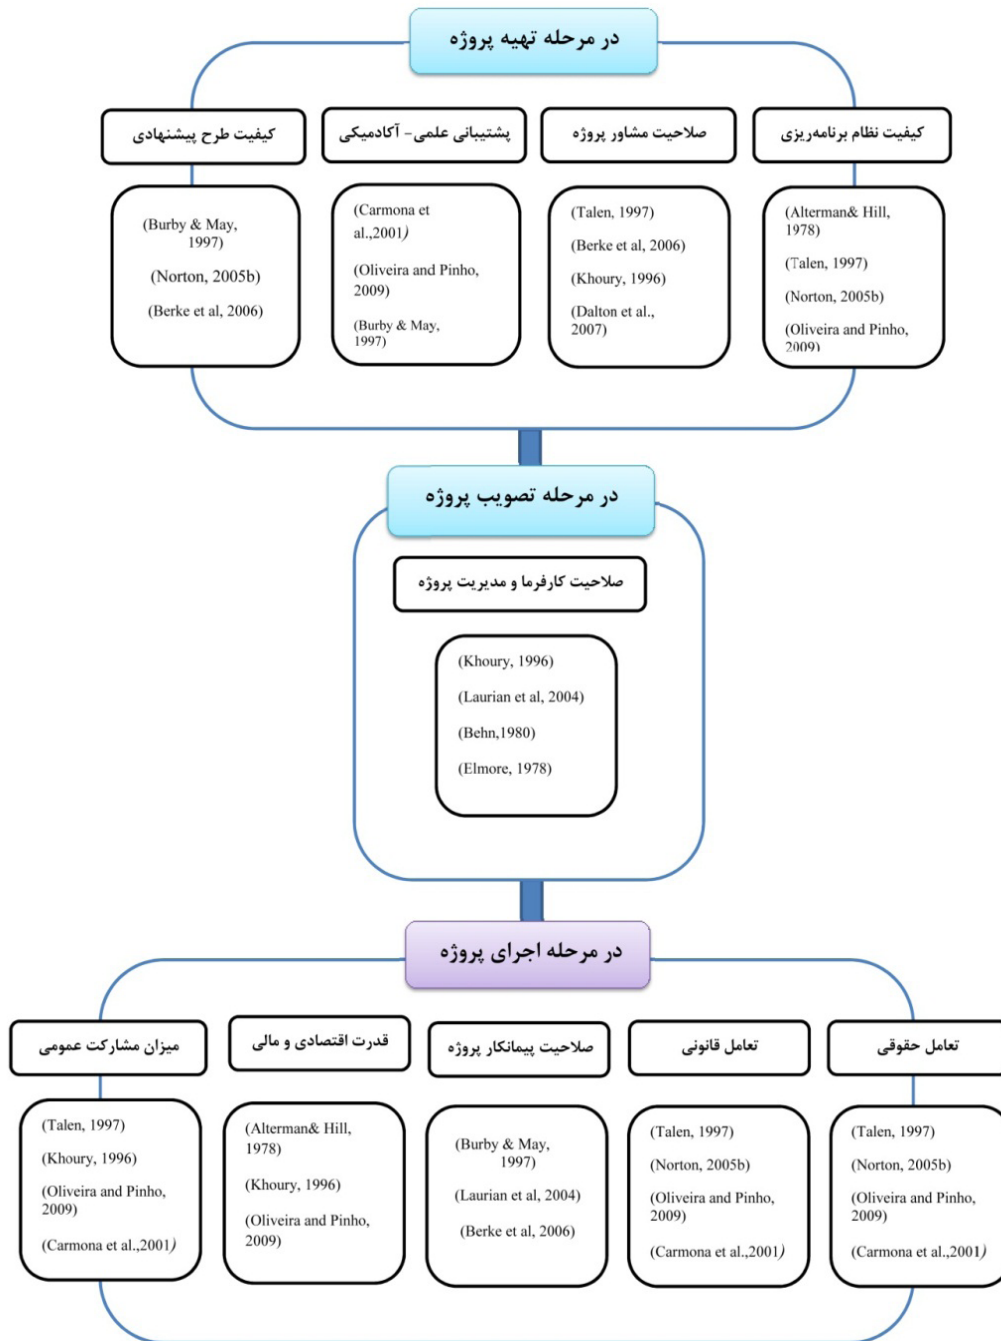 در مرحله تهیه پروژه
کیفیت نظام برنامه‌ریزی
صلاحیت مشاور پروژه
پشتیبانی علمی- آکادمیکی
کیفیت طرح پیشنهادی
(Alterman& Hill,
1978)
(Talen, 1997)
(Norton, 2005b)
(Oliveira and Pinho,
2009)
(Talen, 1997)
(Berke et al, 2006)
(Khoury, 1996)
(Dalton et al.,
2007)
(Carmona et
al.,2001)
(Oliveira and Pinho,
2009)
(Burby & May,
1997)
(Burby & May,
1997)
(Norton, 2005b)
(Berke et al, 2006)
در مرحله تصویب پروژه
صلاحیت کارفرما و مدیریت پروژه
(Khoury, 1996)
(Laurian et al, 2004)
(Behn,1980)
(Elmore, 1978)
در مرحله اجرای پروژه
تعامل حقوقی
تعامل قانونی
صلاحیت پیمانکار پروژه
قدرت اقتصادی و مالی
میزان مشارکت عمومی
(Talen, 1997)
(Norton, 2005b)
(Oliveira and Pinho,
2009)
(Carmona et al.,2001)
(Talen, 1997)
(Norton, 2005b)
(Oliveira and Pinho,
2009)
(Carmona et al.,2001)
(Burby & May,
1997)
(Laurian et al, 2004)
(Berke et al, 2006)
(Alterman& Hill,
1978)
(Khoury, 1996)
(Oliveira and Pinho,
2009)
(Talen, 1997)
(Khoury, 1996)
(Oliveira and Pinho,
2009)
(Carmona et al.,2001)